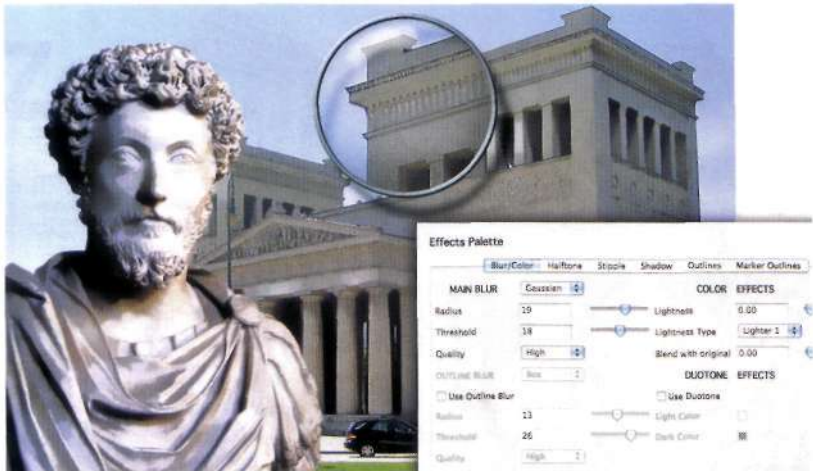 Effects Palette
Blur/Color Halftone Stipple Shadow Outlines Marker Outlines
MAIN BLUR Gaussian COLOR EFFECTS
Radius 19 Lightness 0.00
Threshold 18 Lightness Type Lighter 1
Quality High Blend with original 0.00
OUTLINE BLUR Box DUOTONE EFFECTS
Use Outline Blur Use Duotone
Radius 13 Light Color
Threshold 26 Dark Color
Quality High